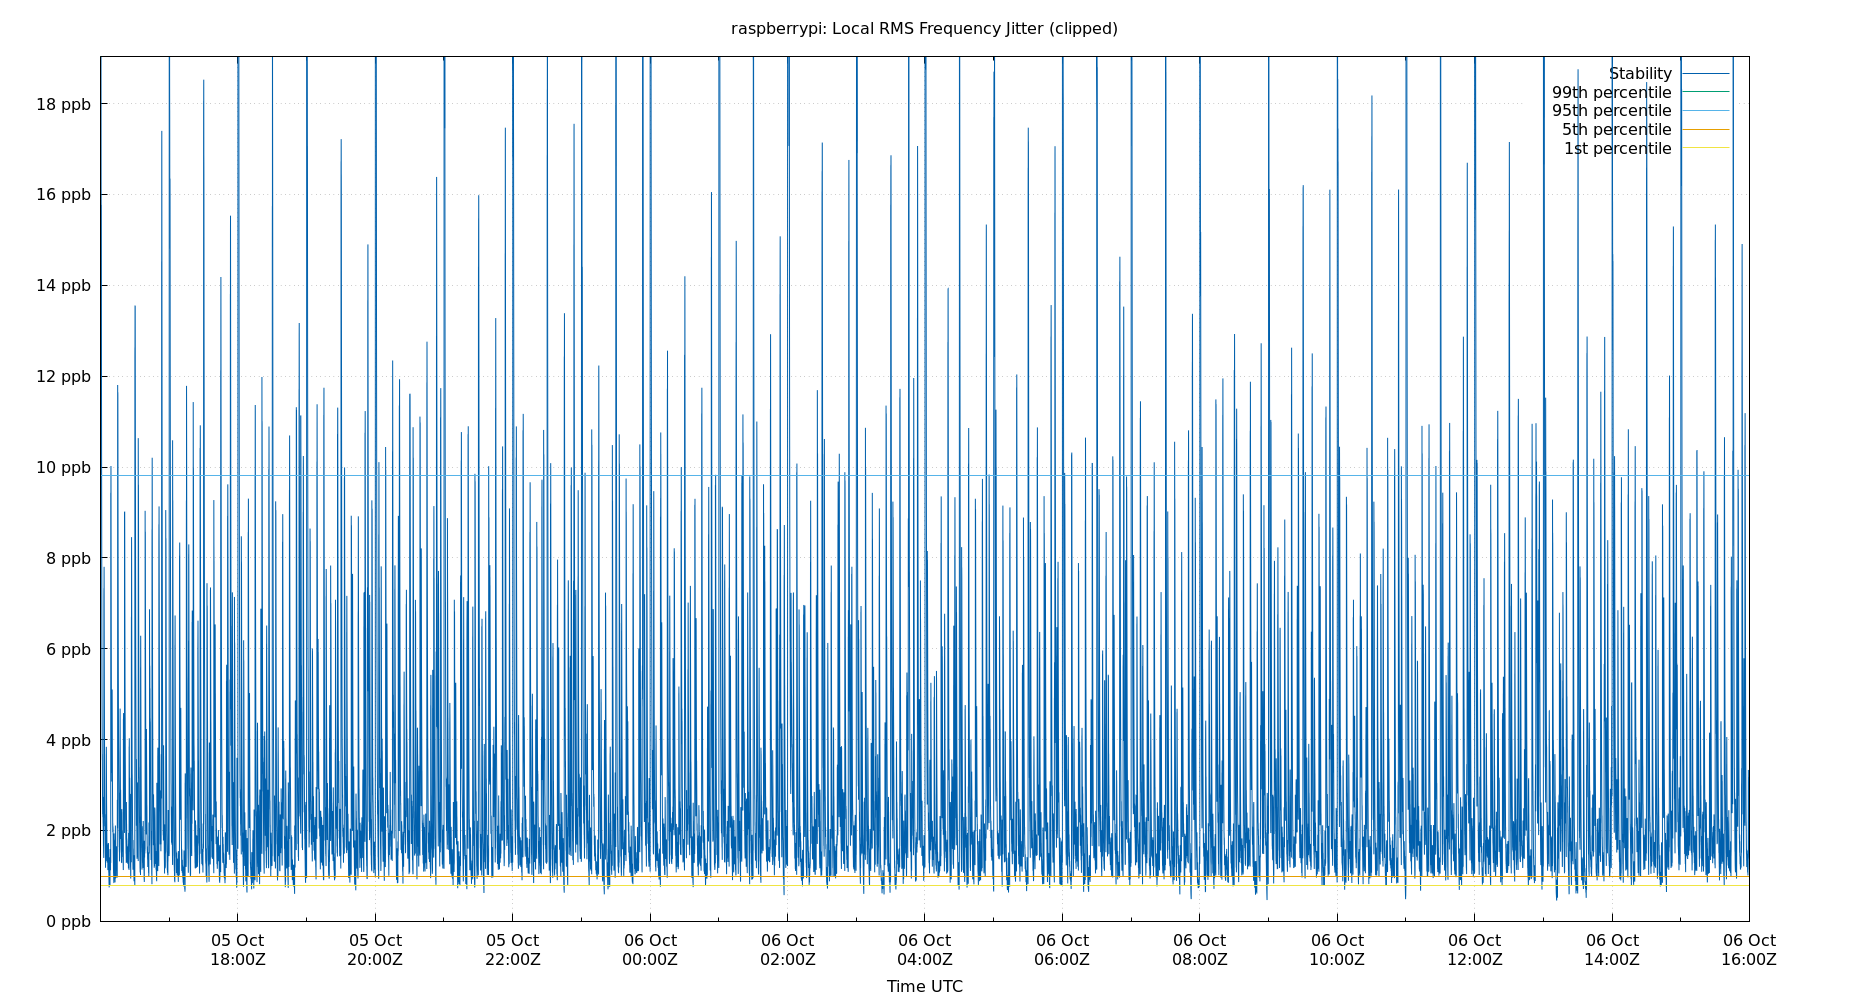 raspberrypi: Local RMS Frequency Jitter (clipped)
Stability
99th percentile
95th percentile
5th percentile
1st percentile
18 ppb
16 ppb
14 ppb
12 ppb
10 ppb
8 ppb
6 ppb
4 ppb
2 ppb
0 ppb
05 Oct 05 Oct 05 Oct 06 Oct 06 Oct 06 Oct 06 Oct 06 Oct 06 Oct 06 Oct 06 Oct 06 Oct
18:00Z 20:00Z 22:00Z 00:00Z 02:00Z 04:00Z 06:00Z 08:00Z 10:00Z 12:00Z 14:00Z 16:00Z
Time UTC